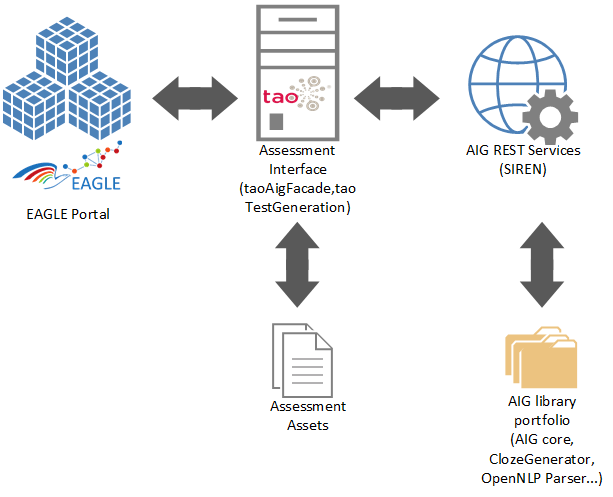 EAGLE
EAGLE Portal
tao
Assessment
Interface
(taoAigFacade,tao
TestGeneration)
AIG REST Services
(SIREN)
Assessment
Assets
AIG library
portfolio
(AIG core,
ClozeGenerator,
OpenNLP Parser...)